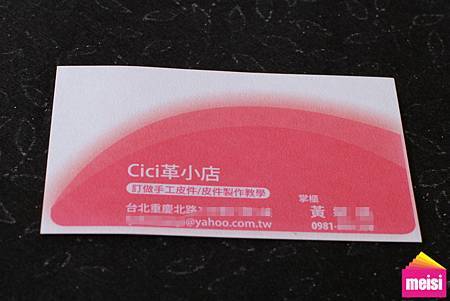 Cici革小店
訂做手工皮件/皮件製作教學
台北重慶北路
@yahoo.com.tw
掌櫃
黃
0981-
meisi